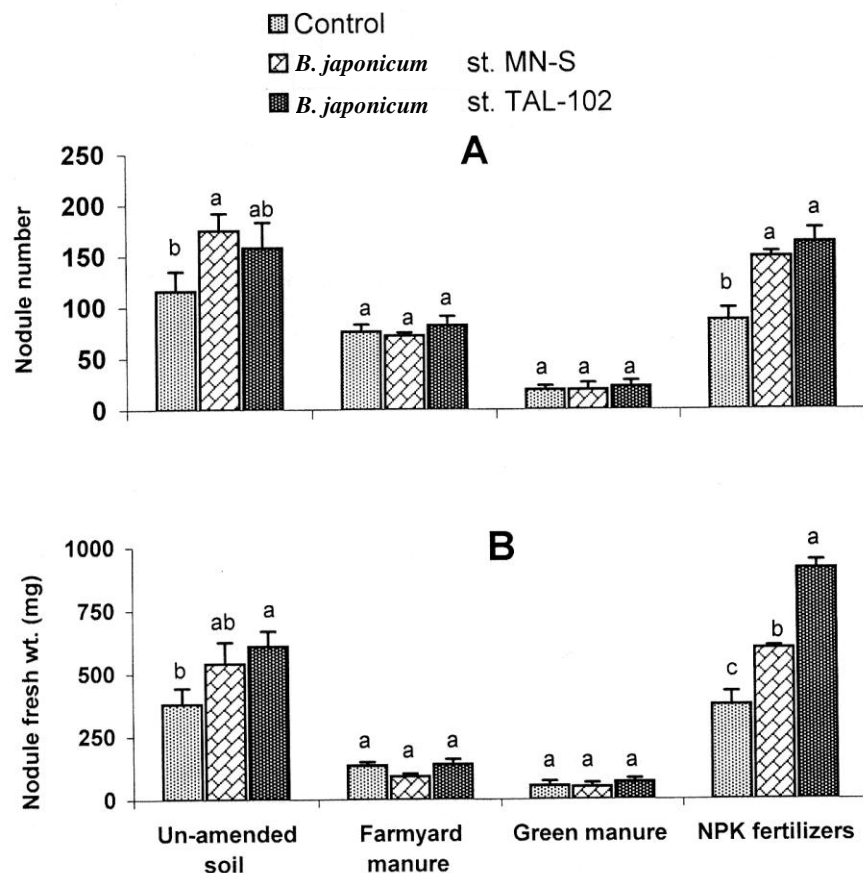 Control
B. japonicum st. MN-S
B. japonicum st. TAL-102
A
250
200
150
100
50
0
Nodule number
b a ab
a a a
a a a
b a a
B
1000
750
500
250
0
Nodule fresh wt. (mg)
b ab a
a a a
a a a
c b a
Un-amended
soil
Farmyard
manure
Green manure
NPK fertilizers